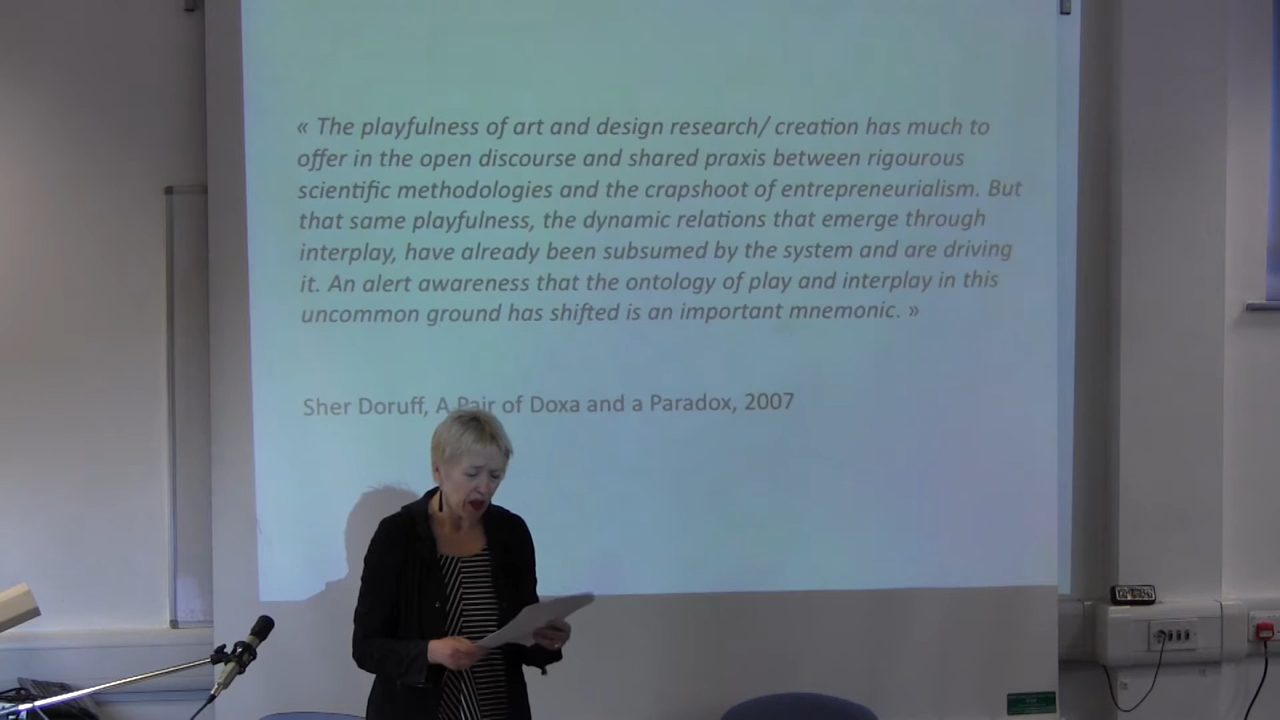 « The playfulness of art and design research/ creation has much to
offer in the open discourse and shared praxis between rigourous
scientific methodologies and the crapshoot of entrepreneurialism. But
that same playfulness, the dynamic relations that emerge through
interplay, have already been subsumed by the system and are driving
it. An alert awareness that the ontology of play and interplay in this
uncommon ground has shifted is an important mnemonic. »
Sher Doruff, A Pair of Doxa and a Paradox, 2007